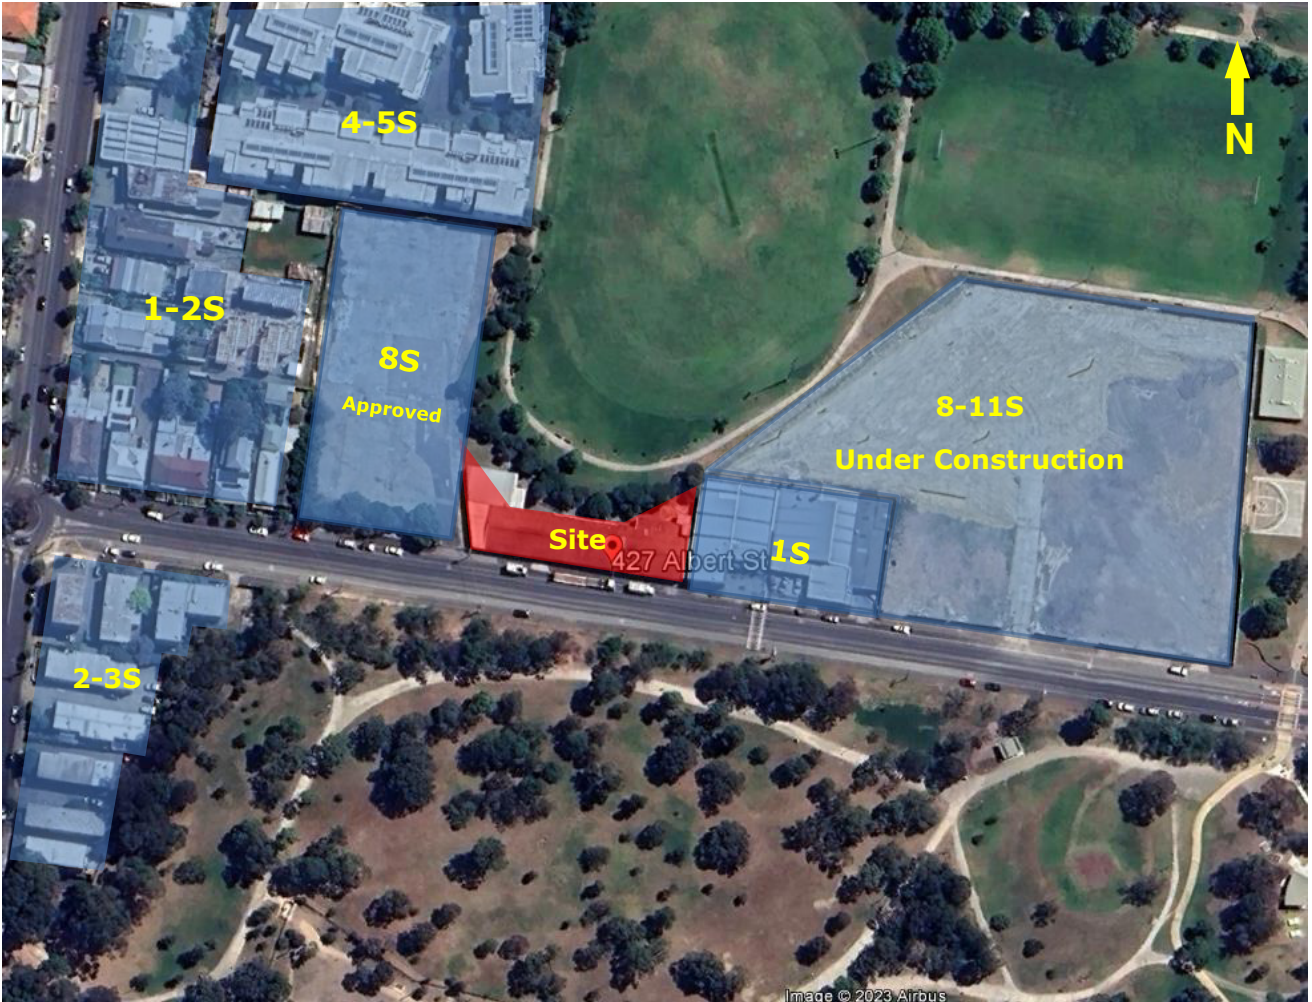 4-5S
N
1-2S
8S
Approved
8-11S
Under Construction
Site
427 Albert St
1S
2-3S
Image © 2023 Airbus